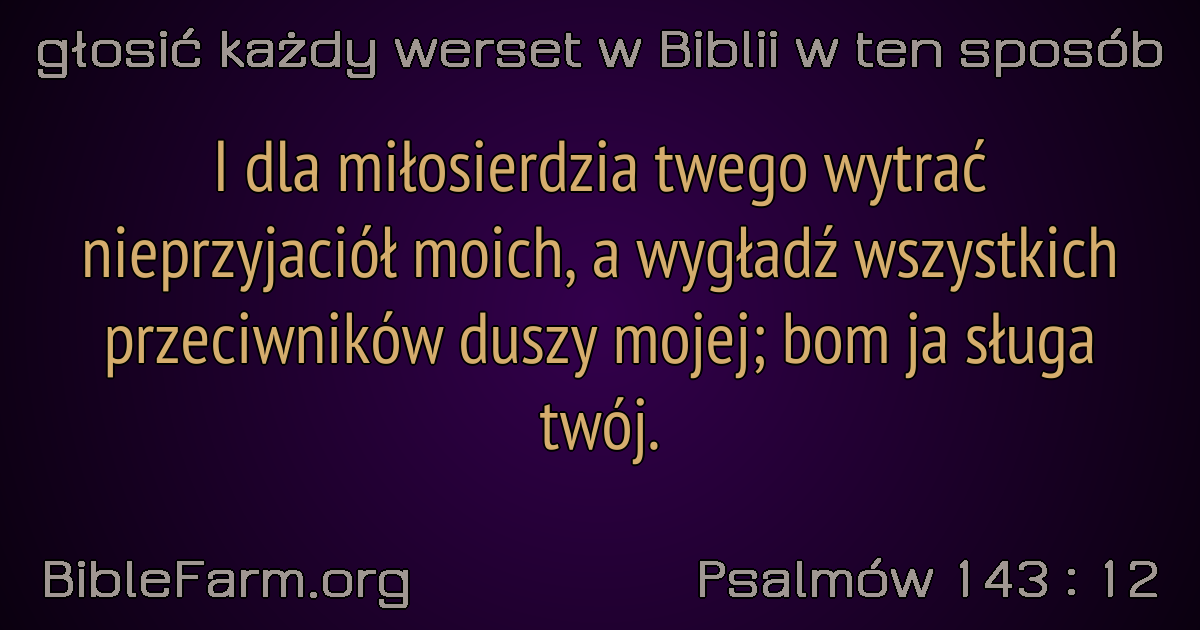 głosić każdy werset w Biblii w ten sposób
I dla miłosierdzia twego wytrać
nieprzyjaciół moich, a wygładź wszystkich
przeciwników duszy mojej; bom ja sługa
twój.
BibleFarm.org
Psalmów 143 : 12